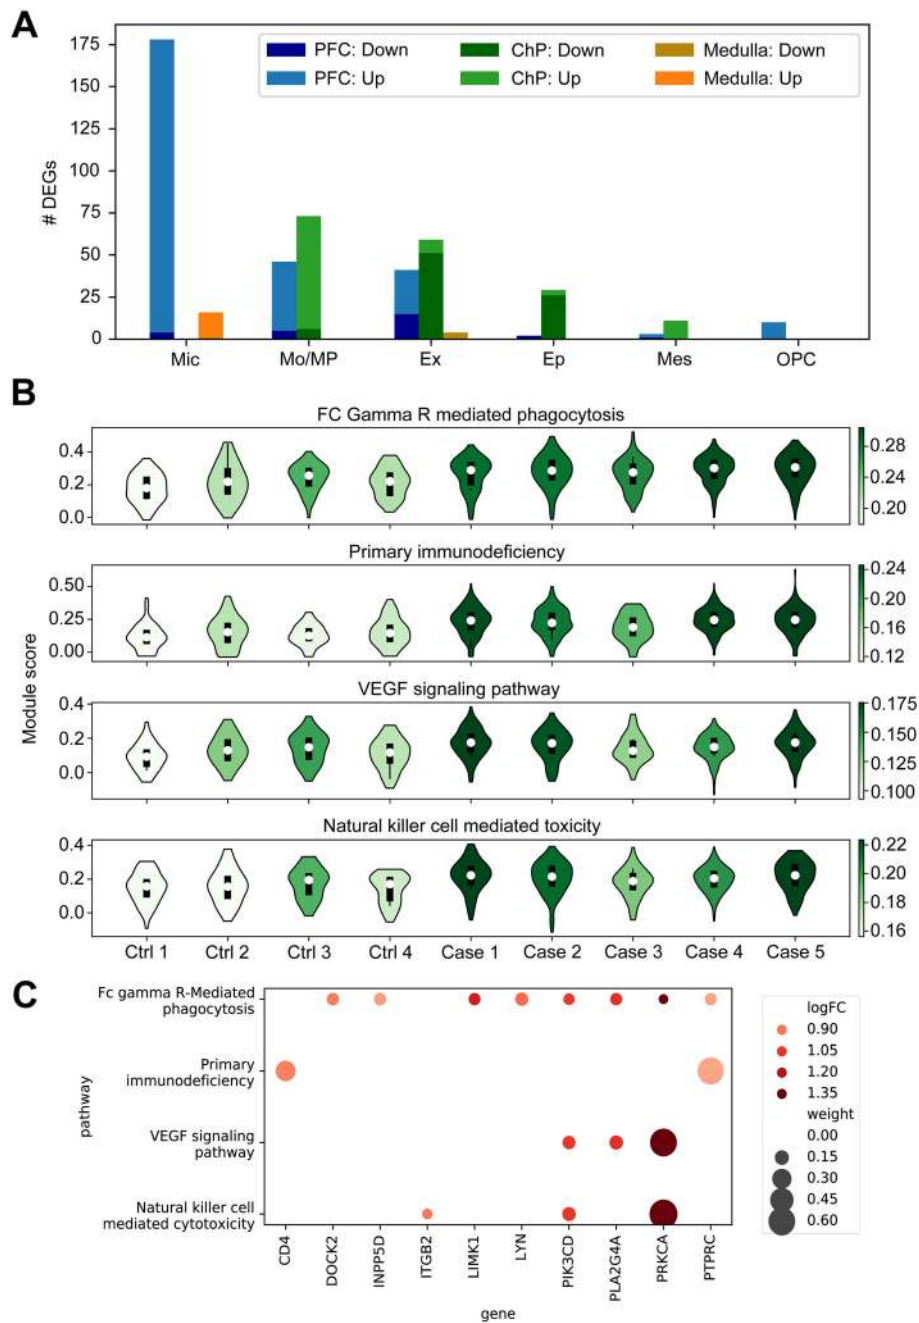 A
175
150
125
100
75
50
25
0
# DEGs
PFC: Down
ChP: Down
Medulla: Down
PFC: Up
ChP: Up
Medulla: Up
Mic
Mo/MP
Ex
Ep
Mes
OPC
B
Module score
FC Gamma R mediated phagocytosis
0.4
0.2
0.0
0.28
0.24
0.20
Primary immunodeficiency
0.50
0.25
0.00
0.24
0.20
0.16
0.12
VEGF signaling pathway
0.4
0.2
0.0
0.175
0.150
0.125
0.100
Natural killer cell mediated toxicity
0.4
0.2
0.0
0.22
0.20
0.18
0.16
Ctrl 1
Ctrl 2
Ctrl 3
Ctrl 4
Case 1
Case 2
Case 3
Case 4
Case 5
C
pathway
Fc gamma R-Mediated
phagocytosis
Primary
immunodeficiency
VEGF signaling
pathway
Natural killer cell
mediated cytotoxicity
CD4
DOCK2
INPP5D
ITGB2
LIMK1
LYN
PIK3CD
PLA2G4A
PRKCA
PTPRC
gene
logFC
0.90
1.05
1.20
1.35
weight
0.00
0.15
0.30
0.45
0.60